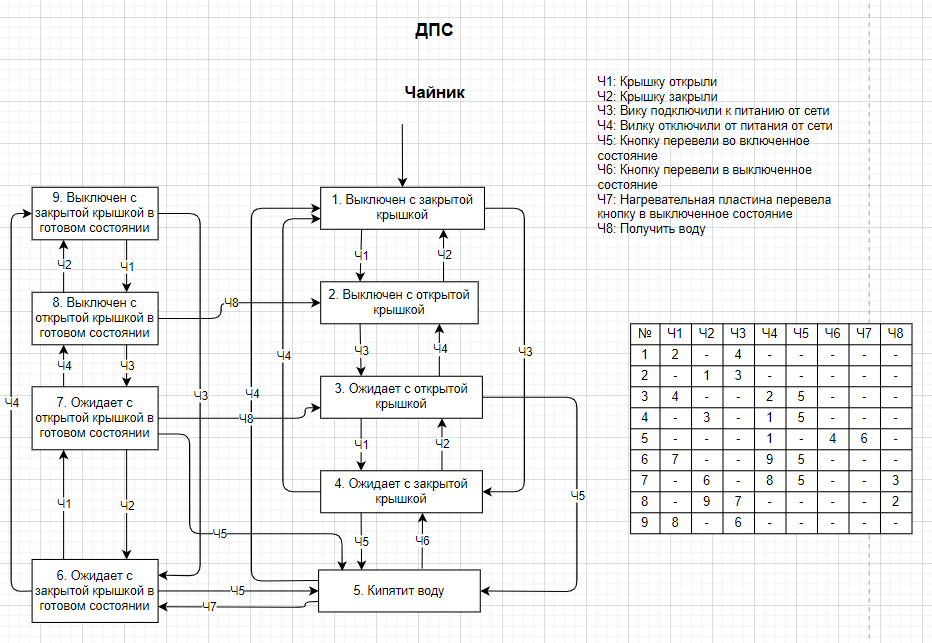 ДПС
Чайник
Ч1: Крышку открыли
Ч2: Крышку закрыли
Ч3: Вику подключили к питанию от сети
Ч4: Вилку отключили от питания от сети
Ч5: Кнопку перевели во включенное
состояние
Ч6: Кнопку перевели в выключенное
состояние
Ч7: Нагревательная пластина перевела
кнопку в выключенное состояние
Ч8: Получить воду
9. Выключен с
закрытой крышкой в
готовом состоянии
1. Выключен с закрытой
крышкой
Ч2
Ч1
Ч1
Ч2
8. Выключен с
открытой крышкой в
готовом состоянии
Ч8
2. Выключен с открытой
крышкой
Ч4
Ч3
Ч4
Ч3
Ч4
Ч3
7. Ожидает с
открытой крышкой в
готовом состоянии
Ч4
Ч3
Ч4
Ч8
3. Ожидает с открытой
крышкой
Ч1
Ч2
4. Ожидает с закрытой
крышкой
Ч1
Ч2
Ч5
Ч5
Ч5
Ч6
6. Ожидает с
закрытой крышкой в
готовом состоянии
Ч5
Ч7
5. Кипятит воду
№ Ч1 Ч2 Ч3 Ч4 Ч5 Ч6 Ч7 Ч8
1 2 - 4 - - - - -
2 - 1 3 - - - - -
3 4 - - 2 5 - - -
4 - 3 - 1 5 - - -
5 - - - 1 - 4 6 -
6 7 - - 9 5 - - -
7 - 6 - 8 5 - - 3
8 - 9 7 - - - - 2
9 8 - 6 - - - - -